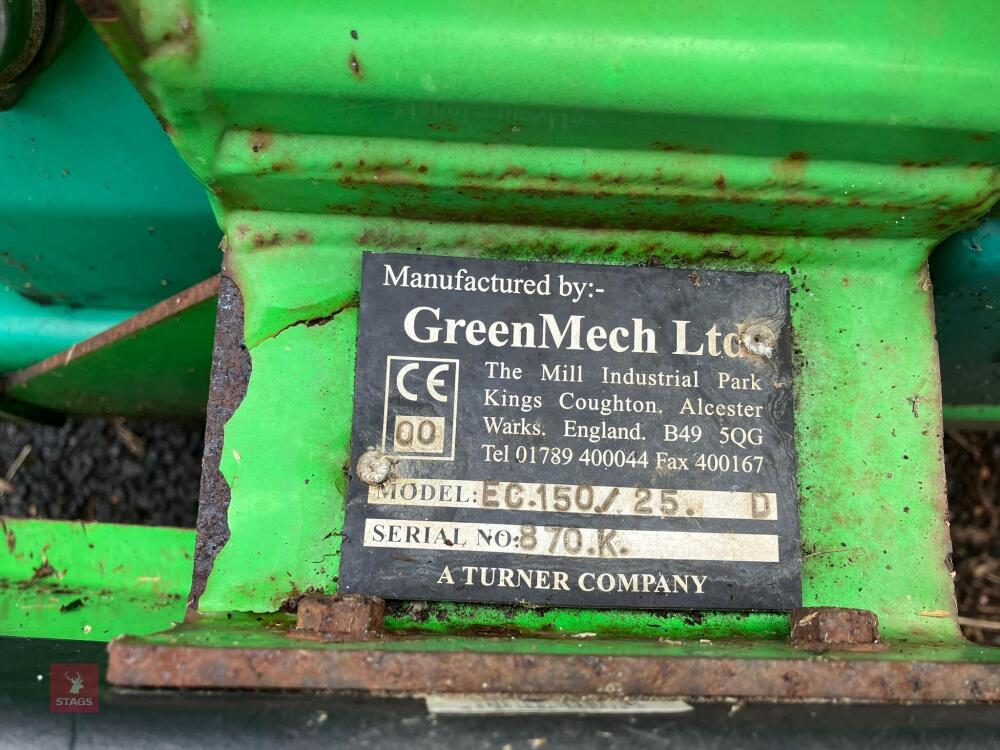 Manufactured by:-
GreenMech Ltd
CE
00
The Mill Industrial Park
Kings Coughton. Alcester
Warks. England. B49 5QG
Tel 01789 400044 Fax 400167
MODEL: EC.150/ 25. D
SERIAL NO: 870.K.
A TURNER COMPANY
STAGS